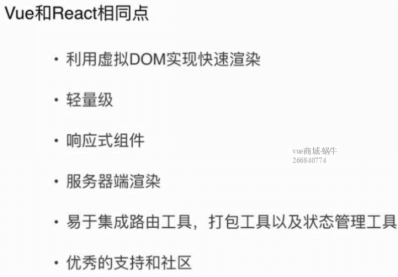 Vue和React相同点
• 利用虚拟DOM实现快速渲染
• 轻量级
• 响应式组件
vue商城-蜗牛
266840774
• 服务器端渲染
• 易于集成路由工具，打包工具以及状态管理工具
• 优秀的支持和社区